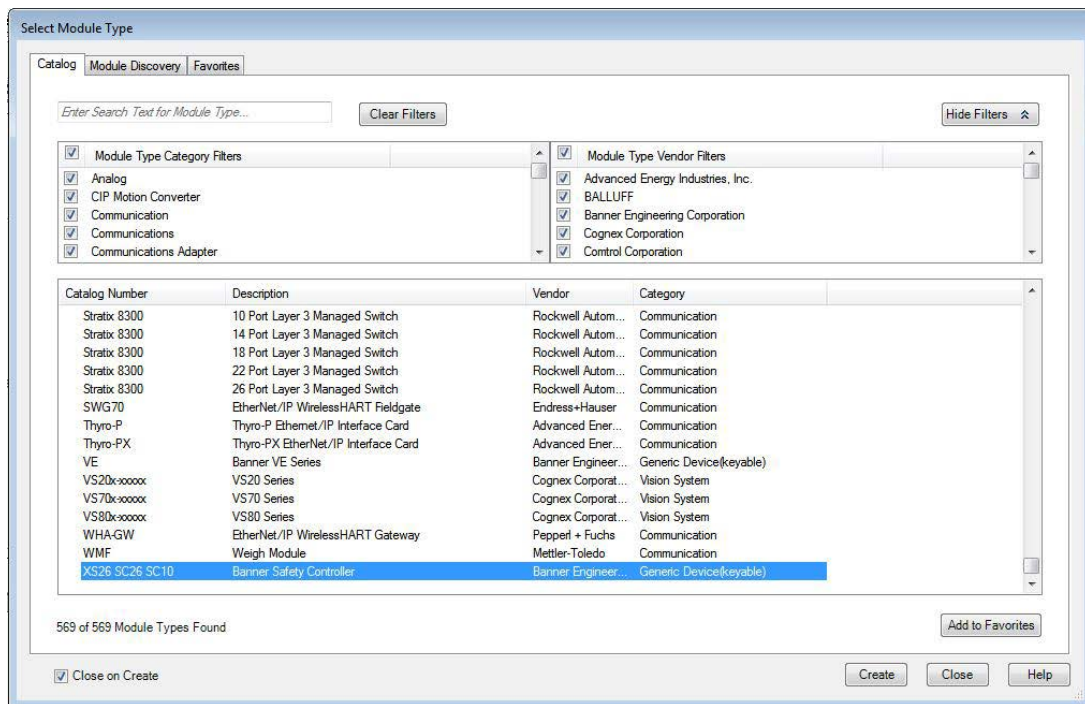 Select Module Type
Catalog Module Discovery Favorites
Enter Search Text for Module Type... Clear Filters Hide Filters
Module Type Category Filters Module Type Vendor Filters
Analog Advanced Energy Industries, Inc.
CIP Motion Converter BALLUFF
Communication Banner Engineering Corporation
Communications Cognex Corporation
Communications Adapter Comtrol Corporation
Catalog Number Description Vendor Category
Stratix 8300 10 Port Layer 3 Managed Switch Rockwell Autom... Communication
Stratix 8300 14 Port Layer 3 Managed Switch Rockwell Autom... Communication
Stratix 8300 18 Port Layer 3 Managed Switch Rockwell Autom... Communication
Stratix 8300 22 Port Layer 3 Managed Switch Rockwell Autom... Communication
Stratix 8300 26 Port Layer 3 Managed Switch Rockwell Autom... Communication
SWG70 EtherNet/IP WirelessHART Fieldgate Endress+Hauser Communication
Thyro-P Thyro-P Ethernet/IP Interface Card Advanced Ener... Communication
Thyro-PX Thyro-PX EtherNet/IP Interface Card Advanced Ener... Communication
VE Banner VE Series Banner Engineer... Generic Device(keyable)
VS20x-xxxxx VS20 Series Cognex Corporat... Vision System
VS70x-xxxxx VS70 Series Cognex Corporat... Vision System
VS80x-xxxxx VS80 Series Cognex Corporat... Vision System
WHA-GW EtherNet/IP WirelessHART Gateway Pepperl + Fuchs Communication
WMF Weigh Module Mettler-Toledo Communication
XS26 SC26 SC10 Banner Safety Controller Banner Engineer... Generic Device(keyable)
569 of 569 Module Types Found Add to Favorites
Close on Create Create Close Help